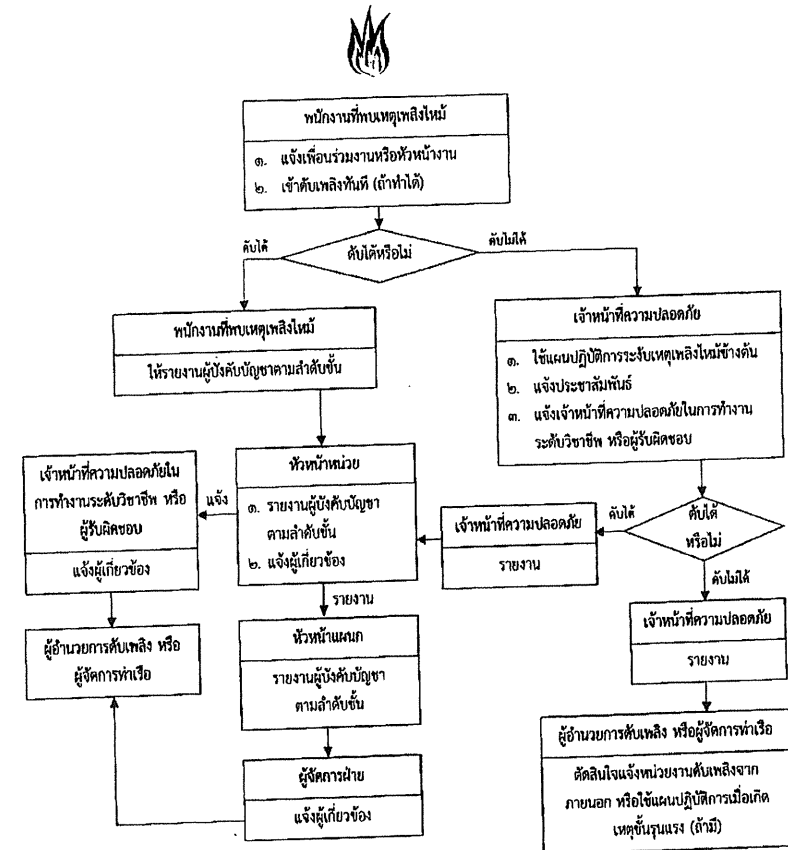 พนักงานที่พบเหตุเพลิงไหม้
๑. แจ้งเพื่อนร่วมงานหรือหัวหน้างาน
๒. เข้าดับเพลิงทันที (ถ้าทำได้)
ดับได้
ดับได้หรือไม่
ดับไม่ได้
พนักงานที่พบเหตุเพลิงไหม้
ให้รายงานผู้บังคับบัญชาตามลำดับขั้น
เจ้าหน้าที่ความปลอดภัย
๑. ใช้แผนปฏิบัติการระงับเหตุเพลิงไหม้ข้างต้น
๒. แจ้งประชาสัมพันธ์
๓. แจ้งเจ้าหน้าที่ความปลอดภัยในการทำงาน
ระดับวิชาชีพ หรือผู้รับผิดชอบ
เจ้าหน้าที่ความปลอดภัยใน
การทำงานระดับวิชาชีพ หรือ
ผู้รับผิดชอบ
แจ้งผู้เกี่ยวข้อง
แจ้ง
หัวหน้าหน่วย
๑. รายงานผู้บังคับบัญชา
ตามลำดับขั้น
๒. แจ้งผู้เกี่ยวข้อง
เจ้าหน้าที่ความปลอดภัย
รายงาน
ดับได้
ดับได้
หรือไม่
ดับไม่ได้
รายงาน
ผู้อำนวยการดับเพลิง หรือ
ผู้จัดการท่าเรือ
หัวหน้าแผนก
รายงานผู้บังคับบัญชา
ตามลำดับขั้น
เจ้าหน้าที่ความปลอดภัย
รายงาน
ผู้จัดการฝ่าย
แจ้งผู้เกี่ยวข้อง
ผู้อำนวยการดับเพลิง หรือผู้จัดการท่าเรือ
ตัดสินใจแจ้งหน่วยงานดับเพลิงจาก
ภายนอก หรือใช้แผนปฏิบัติการเมื่อเกิด
เหตุขั้นรุนแรง (ถ้ามี)